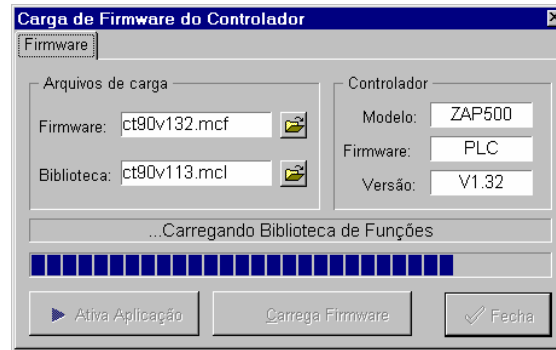 Carga de Firmware do Controlador
Firmware
Arquivos de carga
Firmware: ct90v132.mcf
Biblioteca: ct90v113.mcl
Controlador
Modelo: ZAP500
Firmware: PLC
Versão: V1.32
...Carregando Biblioteca de Funções
Ativa Aplicação
Carrega Firmware
Fecha